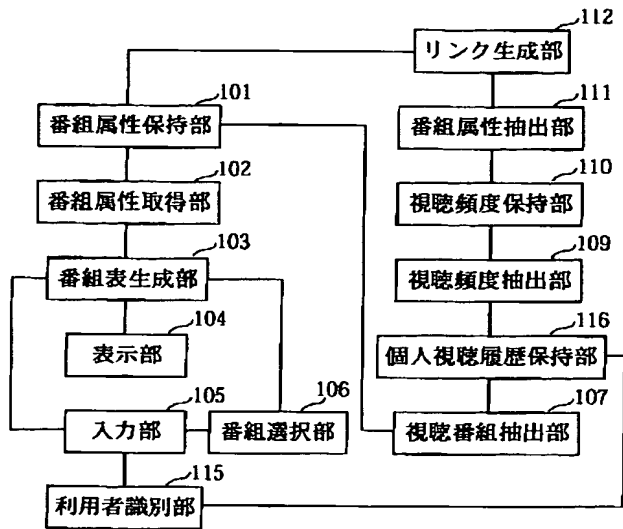 112
リンク生成部
101
番組属性保持部
111
番組属性抽出部
102
番組属性取得部
110
視聴頻度保持部
103
番組表生成部
109
視聴頻度抽出部
104
表示部
116
個人視聴履歴保持部
105
入力部
106
番組選択部
107
視聴番組抽出部
115
利用者識別部